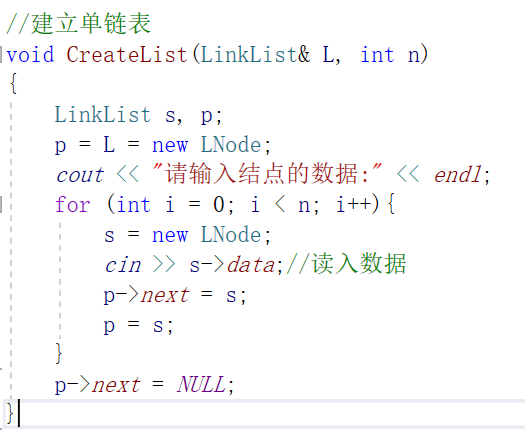 //建立单链表
void CreateList(LinkList& L, int n)
{
    LinkList s, p;
    p = L = new LNode;
    cout << "请输入结点的数据:" << endl;
    for (int i = 0; i < n; i++){
        s = new LNode;
        cin >> s->data;//读入数据
        p->next = s;
        p = s;
    }
    p->next = NULL;
}